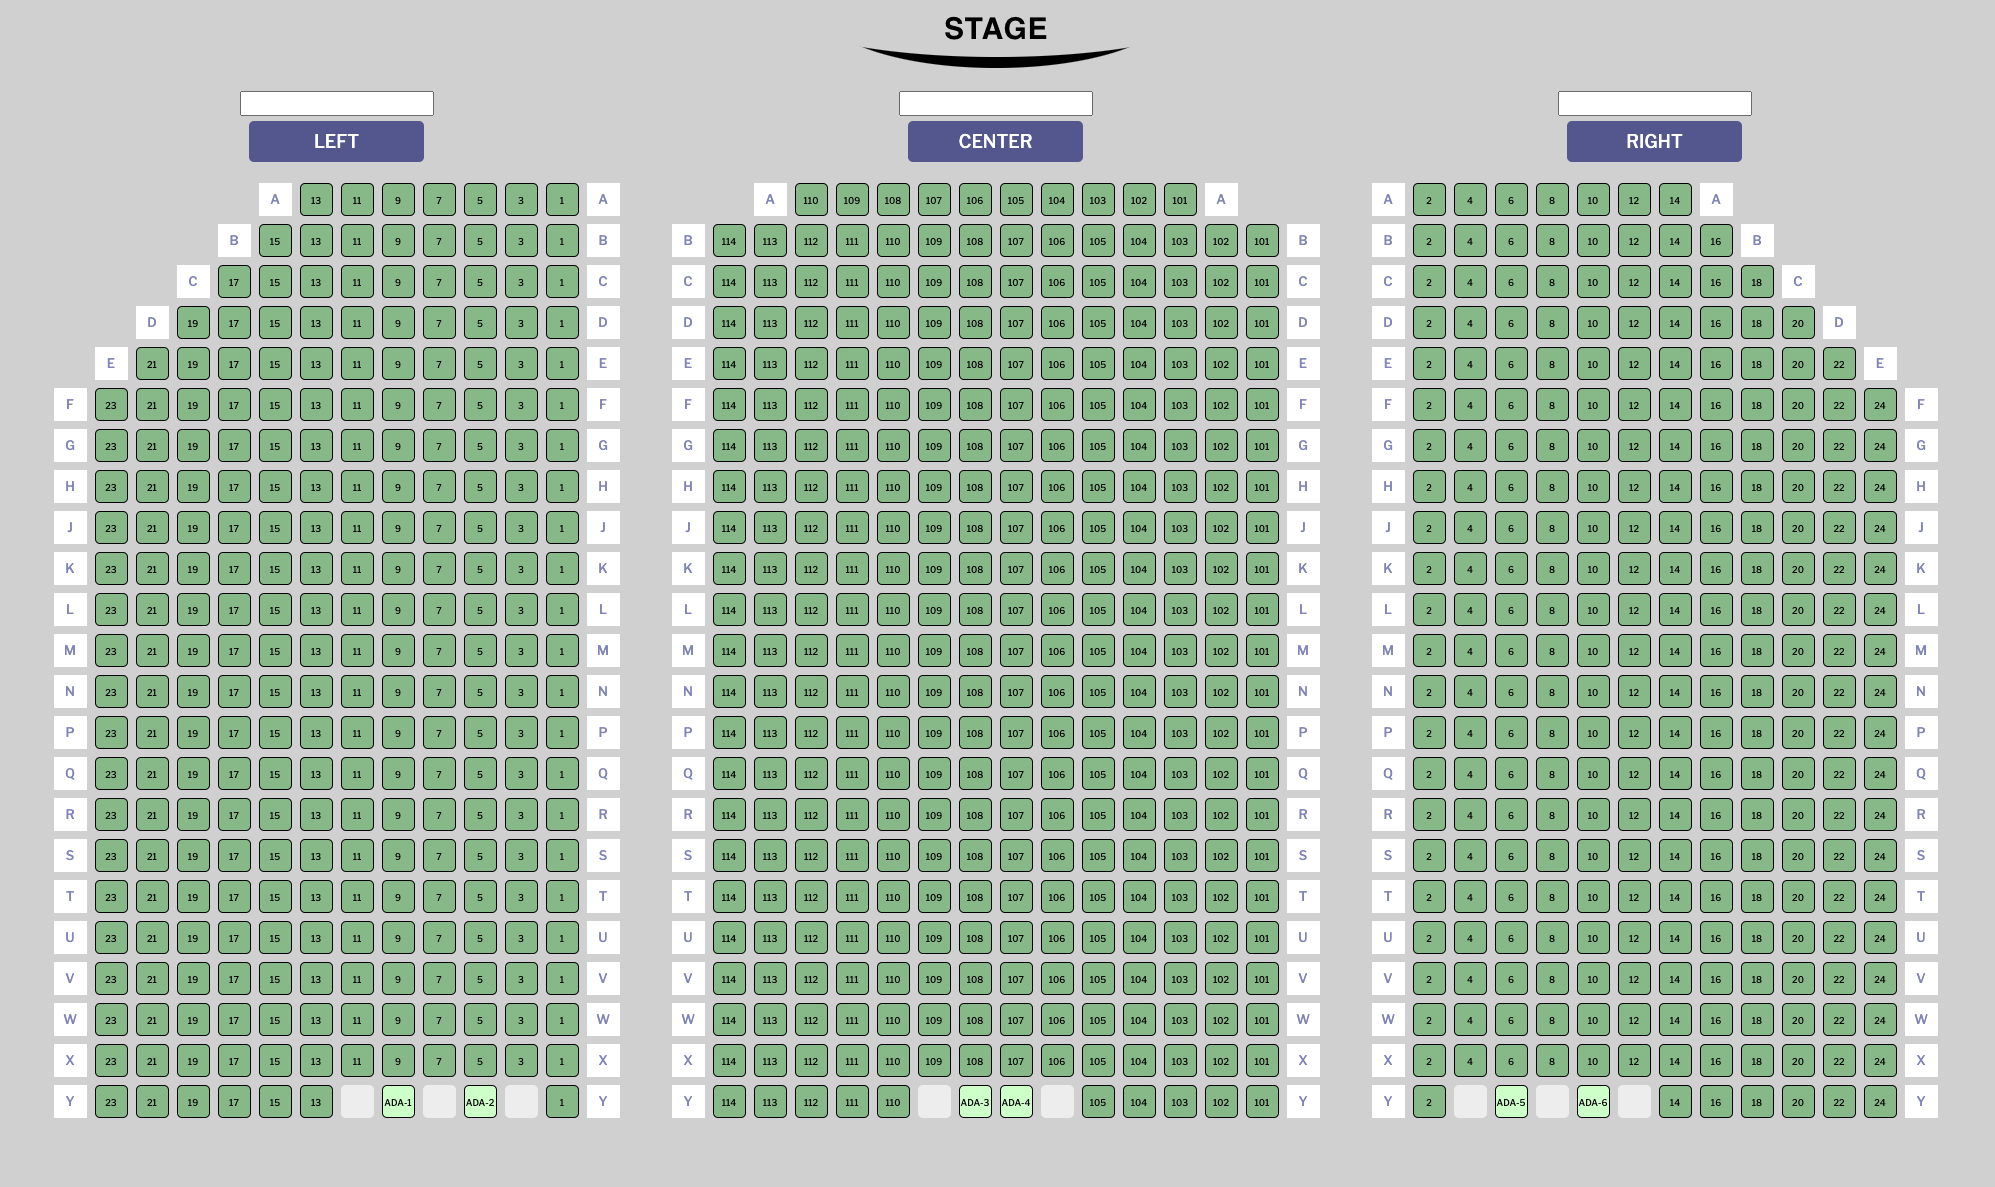 STAGE
LEFT CENTER RIGHT
A 13 11 9 7 5 3 1 A A 110 109 108 107 106 105 104 103 102 101 A A 2 4 6 8 10 12 14 A
B 15 13 11 9 7 5 3 1 B B 114 113 112 111 110 109 108 107 106 105 104 103 102 101 B B 2 4 6 8 10 12 14 16 B
C 17 15 13 11 9 7 5 3 1 C C 114 113 112 111 110 109 108 107 106 105 104 103 102 101 C C 2 4 6 8 10 12 14 16 18 C
D 19 17 15 13 11 9 7 5 3 1 D D 114 113 112 111 110 109 108 107 106 105 104 103 102 101 D D 2 4 6 8 10 12 14 16 18 20 D
E 21 19 17 15 13 11 9 7 5 3 1 E E 114 113 112 111 110 109 108 107 106 105 104 103 102 101 E E 2 4 6 8 10 12 14 16 18 20 22 E
F 23 21 19 17 15 13 11 9 7 5 3 1 F F 114 113 112 111 110 109 108 107 106 105 104 103 102 101 F F 2 4 6 8 10 12 14 16 18 20 22 24 F
G 23 21 19 17 15 13 11 9 7 5 3 1 G G 114 113 112 111 110 109 108 107 106 105 104 103 102 101 G G 2 4 6 8 10 12 14 16 18 20 22 24 G
H 23 21 19 17 15 13 11 9 7 5 3 1 H H 114 113 112 111 110 109 108 107 106 105 104 103 102 101 H H 2 4 6 8 10 12 14 16 18 20 22 24 H
J 23 21 19 17 15 13 11 9 7 5 3 1 J J 114 113 112 111 110 109 108 107 106 105 104 103 102 101 J J 2 4 6 8 10 12 14 16 18 20 22 24 J
K 23 21 19 17 15 13 11 9 7 5 3 1 K K 114 113 112 111 110 109 108 107 106 105 104 103 102 101 K K 2 4 6 8 10 12 14 16 18 20 22 24 K
L 23 21 19 17 15 13 11 9 7 5 3 1 L L 114 113 112 111 110 109 108 107 106 105 104 103 102 101 L L 2 4 6 8 10 12 14 16 18 20 22 24 L
M 23 21 19 17 15 13 11 9 7 5 3 1 M M 114 113 112 111 110 109 108 107 106 105 104 103 102 101 M M 2 4 6 8 10 12 14 16 18 20 22 24 M
N 23 21 19 17 15 13 11 9 7 5 3 1 N N 114 113 112 111 110 109 108 107 106 105 104 103 102 101 N N 2 4 6 8 10 12 14 16 18 20 22 24 N
P 23 21 19 17 15 13 11 9 7 5 3 1 P P 114 113 112 111 110 109 108 107 106 105 104 103 102 101 P P 2 4 6 8 10 12 14 16 18 20 22 24 P
Q 23 21 19 17 15 13 11 9 7 5 3 1 Q Q 114 113 112 111 110 109 108 107 106 105 104 103 102 101 Q Q 2 4 6 8 10 12 14 16 18 20 22 24 Q
R 23 21 19 17 15 13 11 9 7 5 3 1 R R 114 113 112 111 110 109 108 107 106 105 104 103 102 101 R R 2 4 6 8 10 12 14 16 18 20 22 24 R
S 23 21 19 17 15 13 11 9 7 5 3 1 S S 114 113 112 111 110 109 108 107 106 105 104 103 102 101 S S 2 4 6 8 10 12 14 16 18 20 22 24 S
T 23 21 19 17 15 13 11 9 7 5 3 1 T T 114 113 112 111 110 109 108 107 106 105 104 103 102 101 T T 2 4 6 8 10 12 14 16 18 20 22 24 T
U 23 21 19 17 15 13 11 9 7 5 3 1 U U 114 113 112 111 110 109 108 107 106 105 104 103 102 101 U U 2 4 6 8 10 12 14 16 18 20 22 24 U
V 23 21 19 17 15 13 11 9 7 5 3 1 V V 114 113 112 111 110 109 108 107 106 105 104 103 102 101 V V 2 4 6 8 10 12 14 16 18 20 22 24 V
W 23 21 19 17 15 13 11 9 7 5 3 1 W W 114 113 112 111 110 109 108 107 106 105 104 103 102 101 W W 2 4 6 8 10 12 14 16 18 20 22 24 W
X 23 21 19 17 15 13 11 9 7 5 3 1 X X 114 113 112 111 110 109 108 107 106 105 104 103 102 101 X X 2 4 6 8 10 12 14 16 18 20 22 24 X
Y 23 21 19 17 15 13 ADA-1 ADA-2 1 Y Y 114 113 112 111 110 ADA-3 ADA-4 105 104 103 102 101 Y Y 2 ADA-5 ADA-6 14 16 18 20 22 24 Y